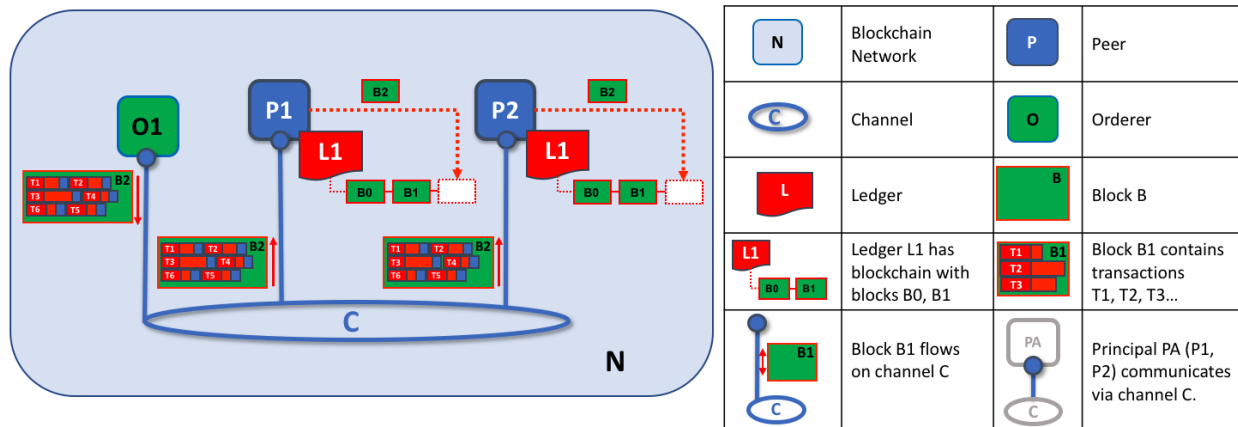 O1
P1
B2
P2
B2
L1
L1
B0
B1
B0
B1
T1
T2
B2
T3
T4
T6
T5
T1
T2
B2
T3
T4
T6
T5
T1
T2
B2
T3
T4
T6
T5
C
N
N
Blockchain
Network
P
Peer
C
Channel
O
Orderer
L
Ledger
B
Block B
L1
B0
B1
Ledger L1 has
blockchain with
blocks B0, B1
T1
B1
T2
T3
Block B1 contains
transactions
T1, T2, T3...
B1
C
Block B1 flows
on channel C
PA
C
Principal PA (P1,
P2) communicates
via channel C.